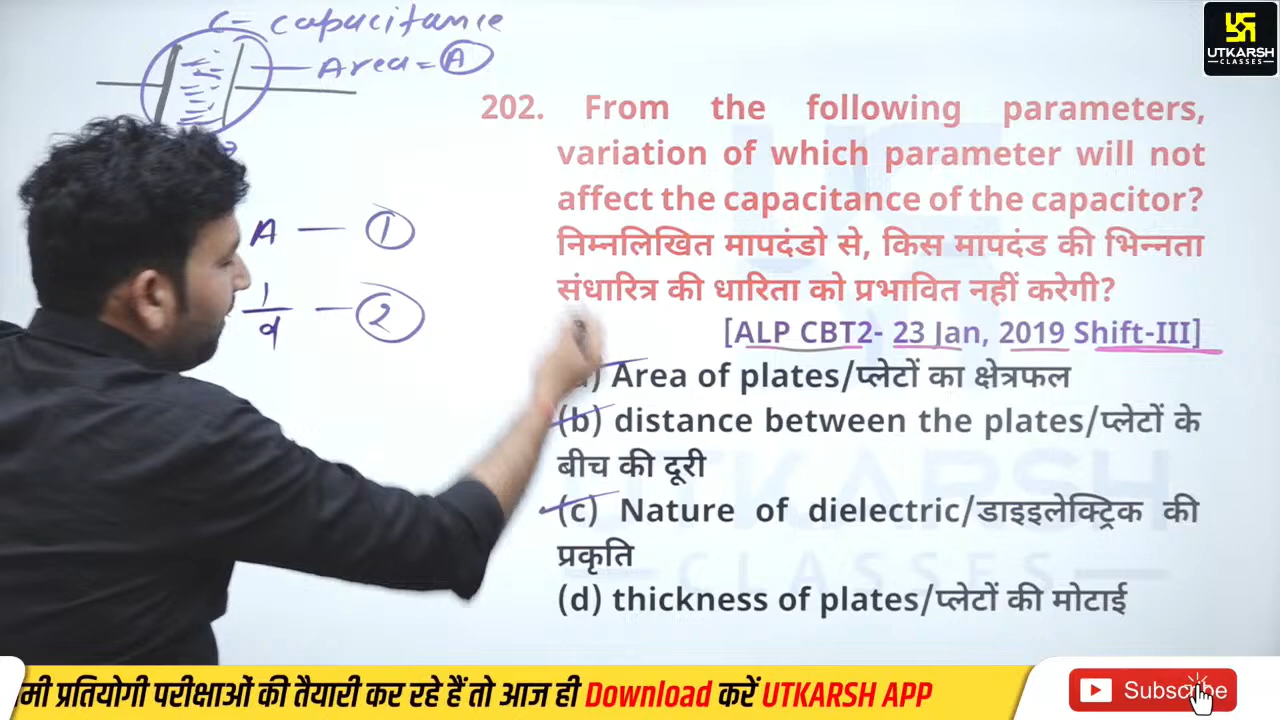 C - capacitance
Area = A
UTKARSH
CLASSES
202. From the following parameters,
variation of which parameter will not
affect the capacitance of the capacitor?
निम्नलिखित मापदंडो से, किस मापदंड की भिन्नता
संधारित्र की धारिता को प्रभावित नहीं करेगी?
[ALP CBT2- 23 Jan, 2019 Shift-III]
A — 1
1/d — 2
Area of plates/प्लेटों का क्षेत्रफल
(b) distance between the plates/प्लेटों के
बीच की दूरी
(c) Nature of dielectric/डाइइलेक्ट्रिक की
प्रकृति
(d) thickness of plates/प्लेटों की मोटाई
UTKARSH
CLASSES
मी प्रतियोगी परीक्षाओं की तैयारी कर रहे हैं तो आज ही Download करें UTKARSH APP
Subscribe